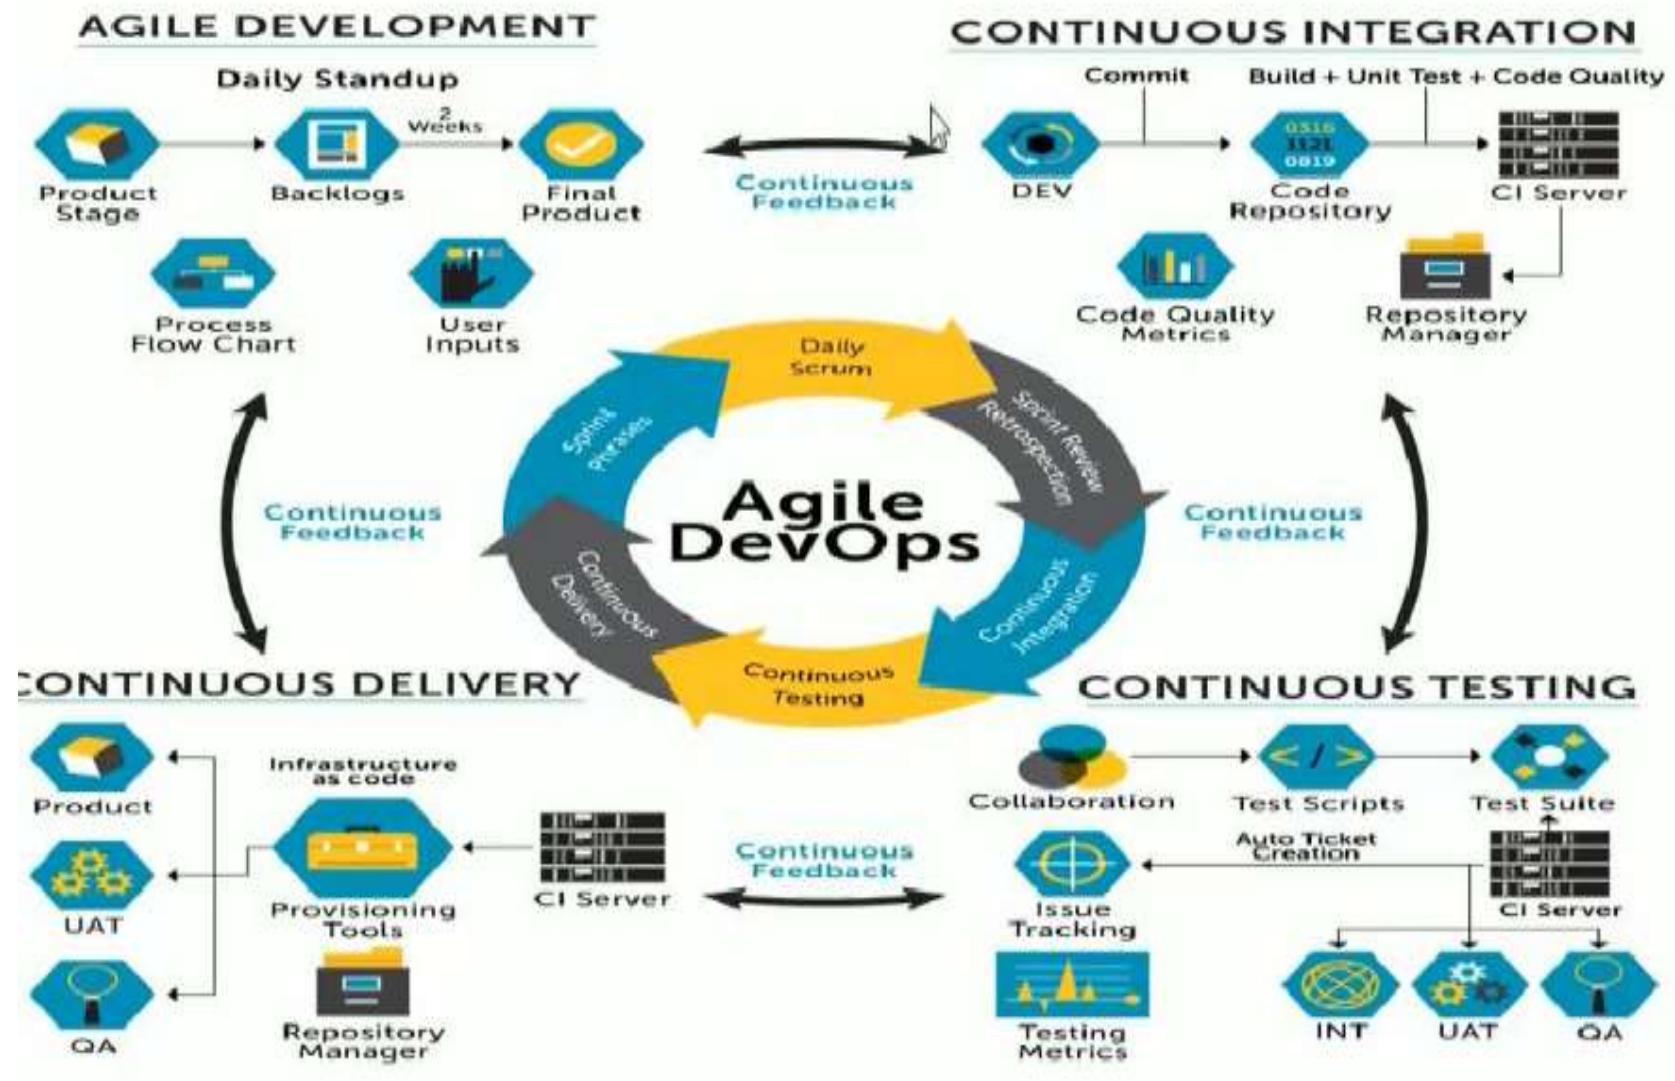 AGILE DEVELOPMENT
Daily Standup
2
Weeks
Product
Stage
Backlogs
Final
Product
Process
Flow Chart
User
Inputs
Continuous
Feedback
CONTINUOUS INTEGRATION
Commit
Build + Unit Test + Code Quality
0316
1121
0819
DEV
Code
Repository
CI Server
Code Quality
Metrics
Repository
Manager
Daily
Scrum
Sprint Review
Retrospection
Continuous
Integration
Continuous
Testing
Continuous
Delivery
Sprint
Phrases
Agile
DevOps
Continuous
Feedback
Continuous
Feedback
CONTINUOUS DELIVERY
Product
UAT
QA
Infrastructure
as code
Provisioning
Tools
CI Server
Repository
Manager
Continuous
Feedback
CONTINUOUS TESTING
Collaboration
< / >
Test Scripts
Test Suite
Auto Ticket
Creation
Issue
Tracking
CI Server
Testing
Metrics
INT
UAT
QA